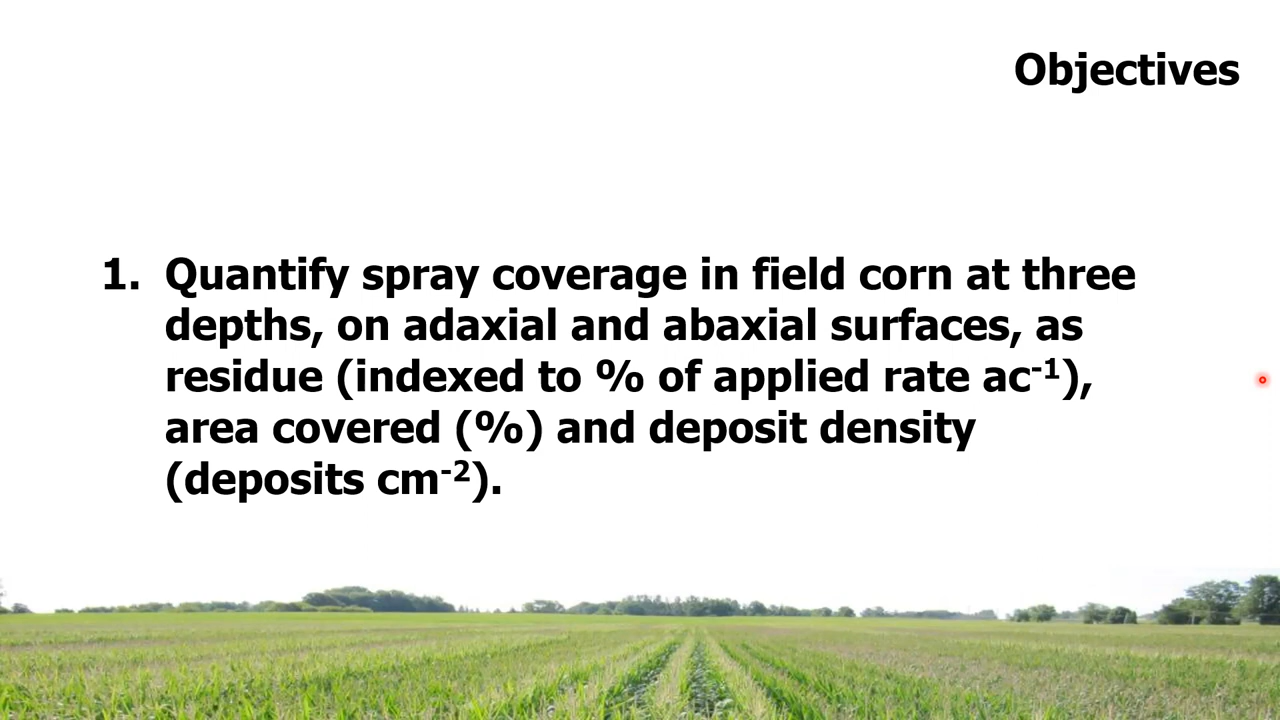 Objectives
1. Quantify spray coverage in field corn at three
depths, on adaxial and abaxial surfaces, as
residue (indexed to % of applied rate ac⁻¹),
area covered (%) and deposit density
(deposits cm⁻²).